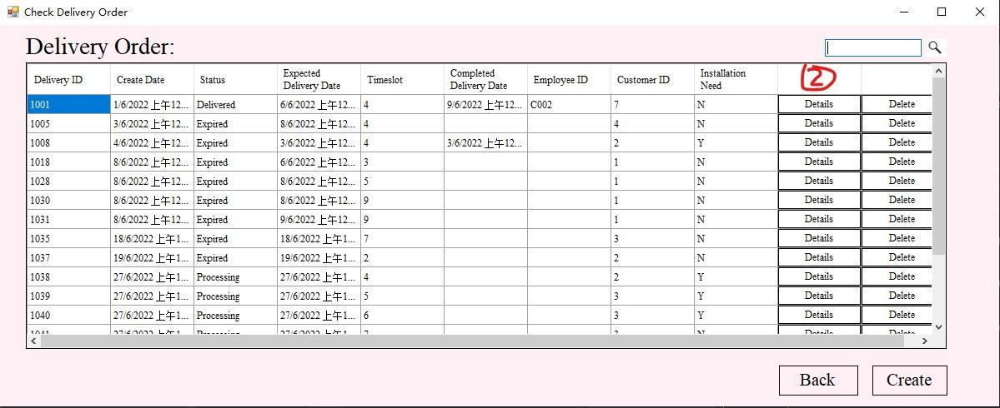 Check Delivery Order
Delivery Order:
Delivery ID Create Date Status Expected Delivery Date Timeslot Completed Delivery Date Employee ID Customer ID Installation Need ②
1001 1/6/2022 上午12... Delivered 6/6/2022 上午12... 4 9/6/2022 上午12... C002 7 N Details Delete
1005 3/6/2022 上午12... Expired 8/6/2022 上午12... 4 4 N Details Delete
1008 4/6/2022 上午12... Expired 3/6/2022 上午12... 4 3/6/2022 上午12... 2 Y Details Delete
1018 8/6/2022 上午12... Expired 6/6/2022 上午12... 3 1 N Details Delete
1028 8/6/2022 上午12... Expired 8/6/2022 上午12... 5 1 N Details Delete
1030 8/6/2022 上午12... Expired 8/6/2022 上午12... 9 1 N Details Delete
1031 8/6/2022 上午12... Expired 9/6/2022 上午12... 9 1 N Details Delete
1035 18/6/2022 上午1... Expired 18/6/2022 上午1... 7 3 N Details Delete
1037 19/6/2022 上午1... Expired 19/6/2022 上午1... 2 2 N Details Delete
1038 27/6/2022 上午1... Processing 27/6/2022 上午1... 4 2 Y Details Delete
1039 27/6/2022 上午1... Processing 27/6/2022 上午1... 5 3 Y Details Delete
1040 27/6/2022 上午1... Processing 27/6/2022 上午1... 6 3 Y Details Delete
Back Create